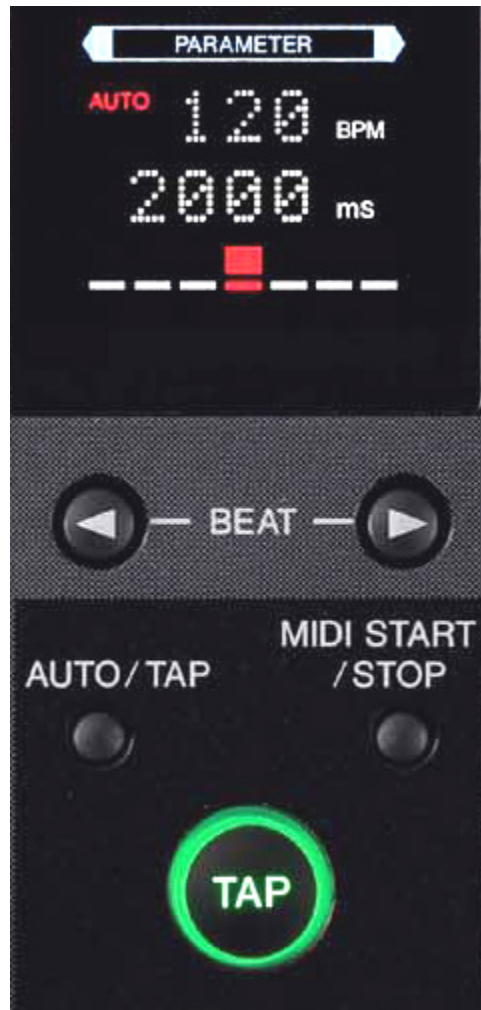 PARAMETER
AUTO 120 BPM
2000 mS
BEAT
MIDI START
AUTO/TAP /STOP
TAP